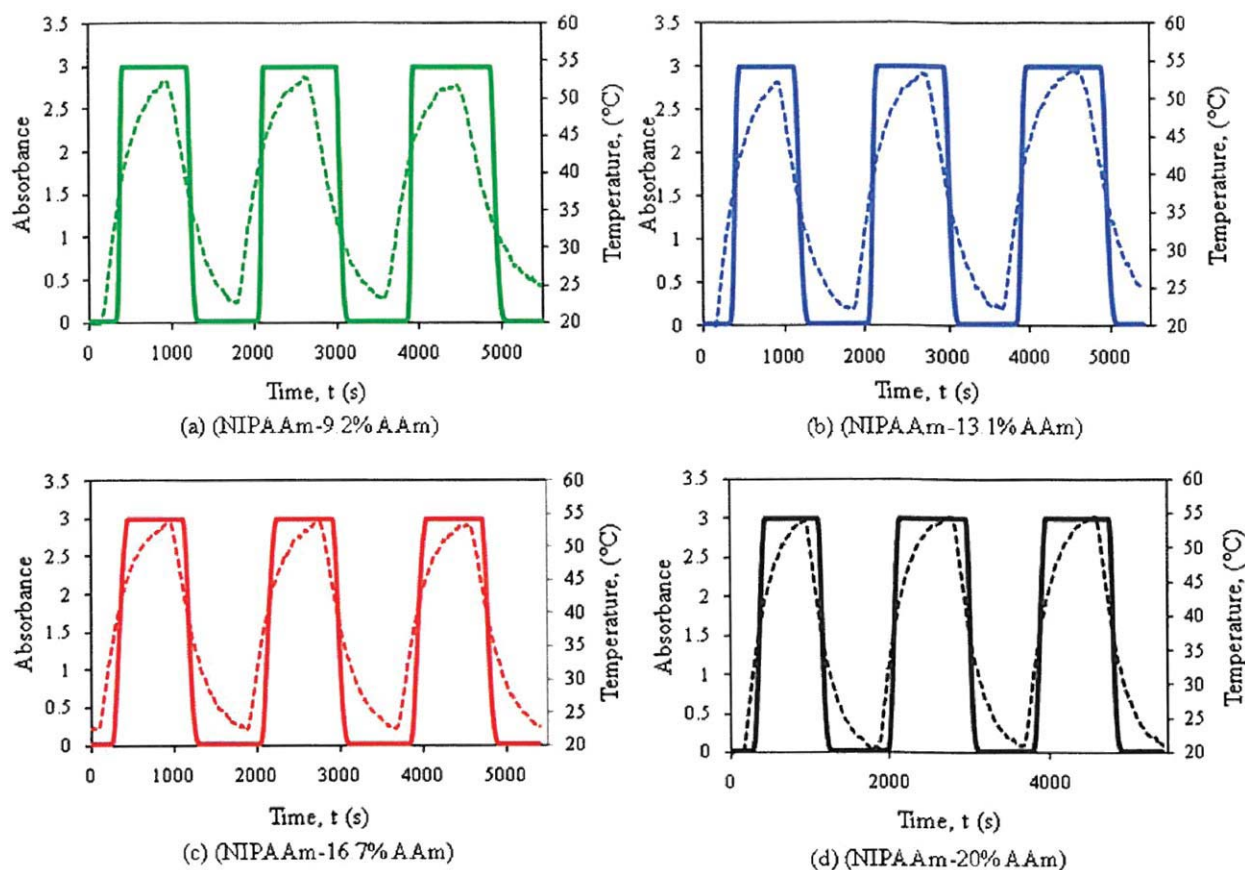 3.5 60
3 55
2.5 50
2 45
1.5 40
1 35
0.5 30
0 25
20
Absorbance
Temperature, (°C)
0 1000 2000 3000 4000 5000
Time, t (s)
(a) (NIPAAm-9.2% AAm)
3.5 60
3 55
2.5 50
2 45
1.5 40
1 35
0.5 30
0 25
20
Absorbance
Temperature, (°C)
0 1000 2000 3000 4000 5000
Time, t (s)
(b) (NIPAAm-13.1% AAm)
3.5 60
3 55
2.5 50
2 45
1.5 40
1 35
0.5 30
0 25
20
Absorbance
Temperature, (°C)
0 1000 2000 3000 4000 5000
Time, t (s)
(c) (NIPAAm-16.7% AAm)
3.5 60
3 55
2.5 50
2 45
1.5 40
1 35
0.5 30
0 25
20
Absorbance
Temperature, (°C)
0 2000 4000
Time, t (s)
(d) (NIPAAm-20% AAm)